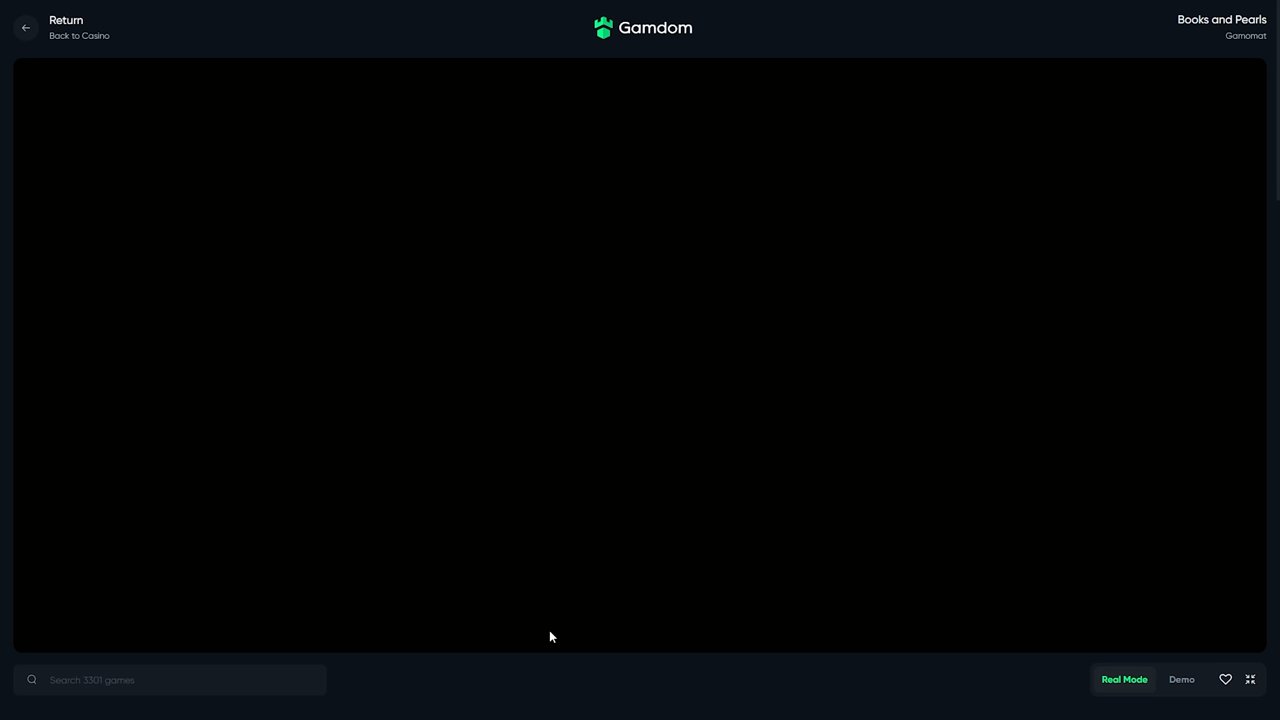 Return
Back to Casino
Gamdom
Books and Pearls
Gamomat
Search 3301 games
Real Mode
Demo